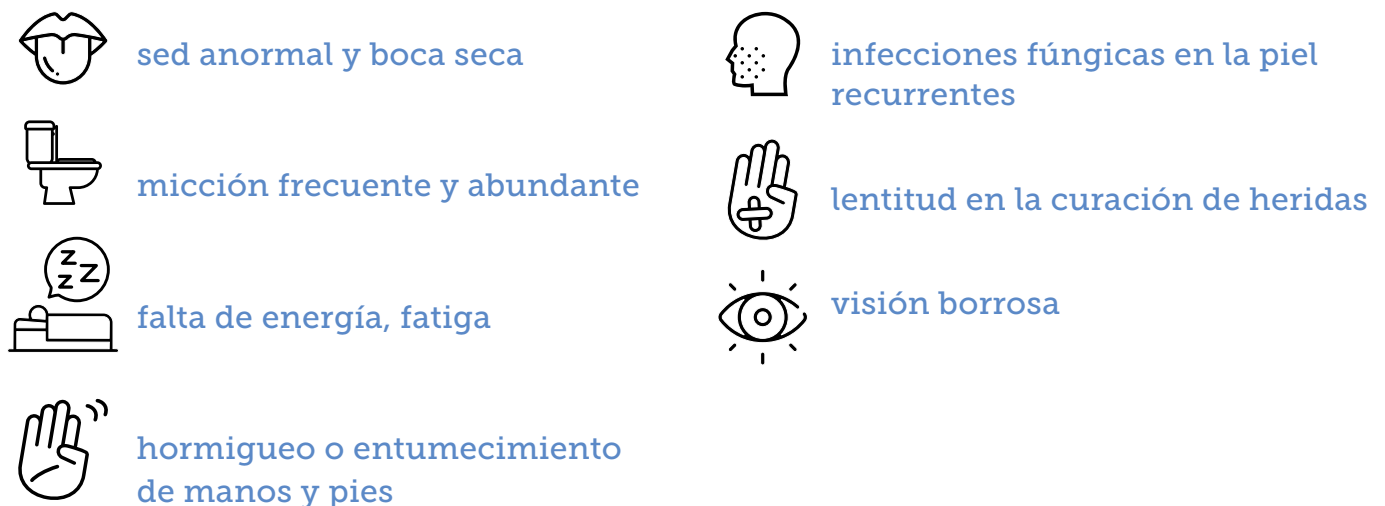 sed anormal y boca seca
micción frecuente y abundante
falta de energía, fatiga
hormigueo o entumecimiento
de manos y pies
infecciones fúngicas en la piel
recurrentes
lentitud en la curación de heridas
visión borrosa